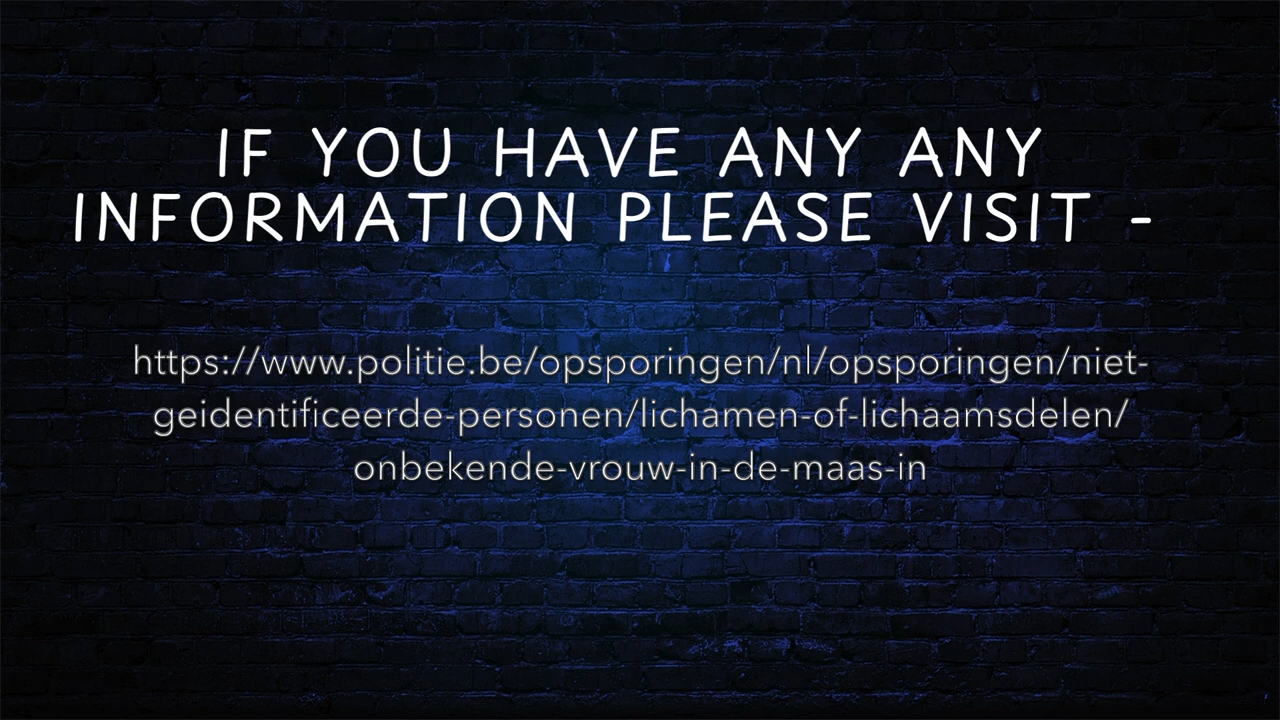 IF YOU HAVE ANY ANY
INFORMATION PLEASE VISIT -
https://www.politie.be/opsporingen/nl/opsporingen/niet-
geidentificeerde-personen/lichamen-of-lichaamsdelen/
onbekende-vrouw-in-de-maas-in